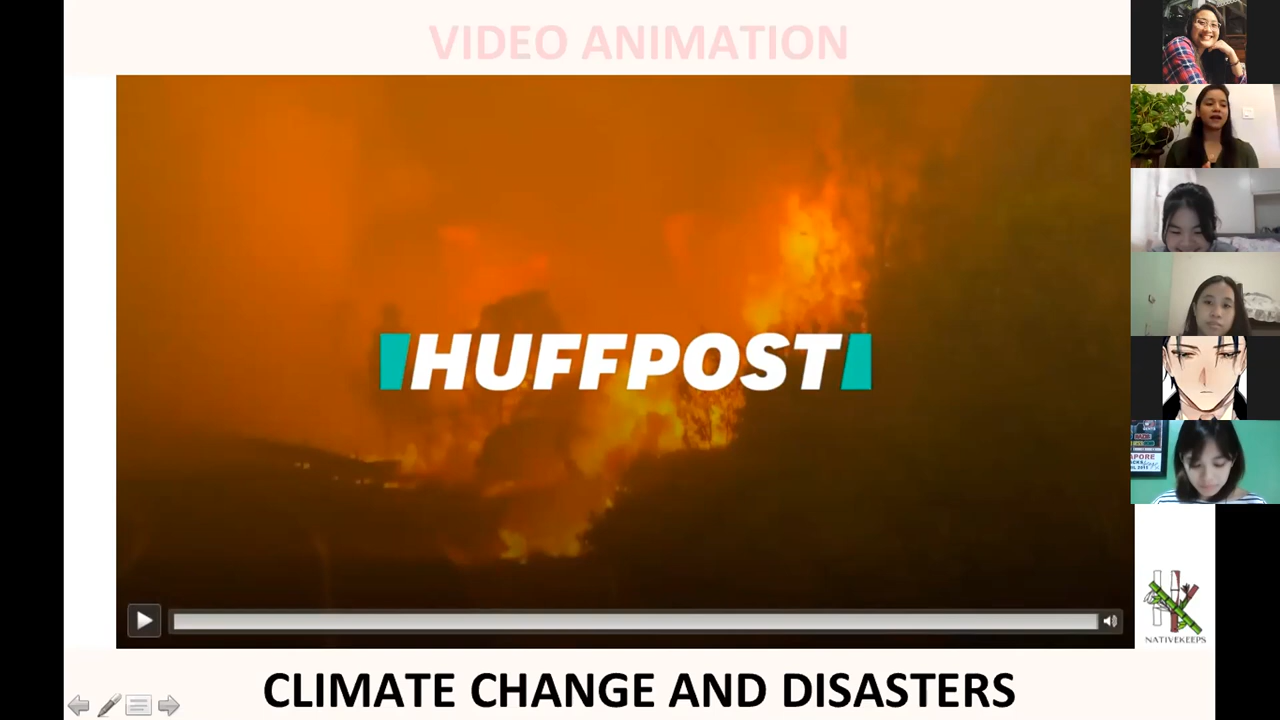 VIDEO ANIMATION
HUFFPOST
NATIVEKEEPS
CLIMATE CHANGE AND DISASTERS